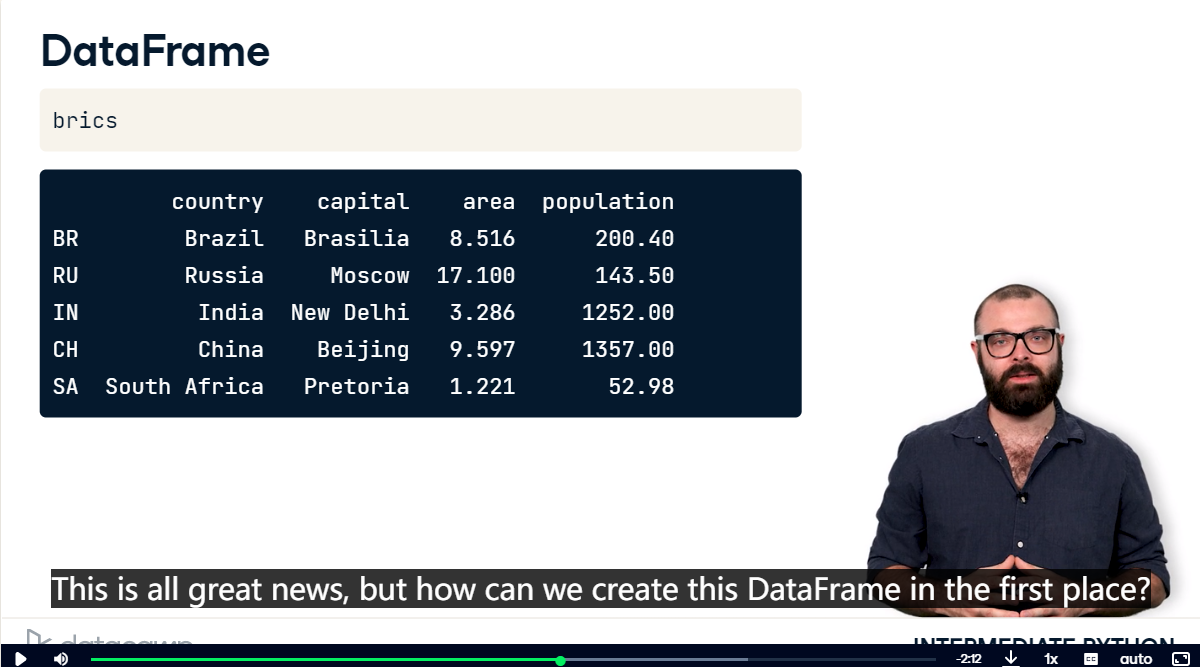 DataFrame
brics
country capital area population
BR Brazil Brasilia 8.516 200.40
RU Russia Moscow 17.100 143.50
IN India New Delhi 3.286 1252.00
CH China Beijing 9.597 1357.00
SA South Africa Pretoria 1.221 52.98
This is all great news, but how can we create this DataFrame in the first place?
datacamp
INTERMEDIATE PYTHON
-2:12 1x CC auto